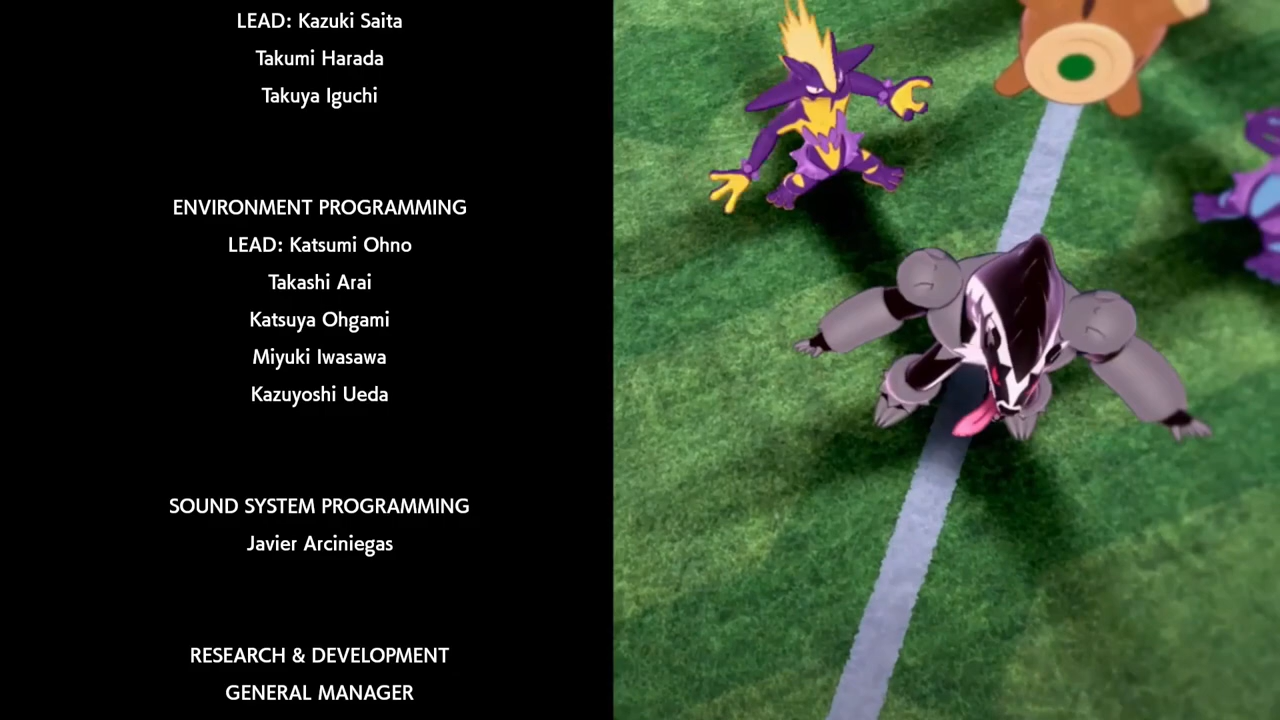 LEAD: Kazuki Saita
Takumi Harada
Takuya Iguchi
ENVIRONMENT PROGRAMMING
LEAD: Katsumi Ohno
Takashi Arai
Katsuya Ohgami
Miyuki Iwasawa
Kazuyoshi Ueda
SOUND SYSTEM PROGRAMMING
Javier Arciniegas
RESEARCH & DEVELOPMENT
GENERAL MANAGER